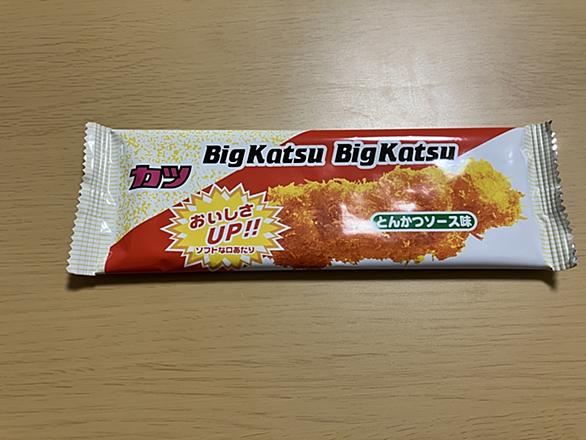 カツ
BigKatsu BigKatsu
おいしさ
UP!!
ソフトな口あたり
とんかつソース味